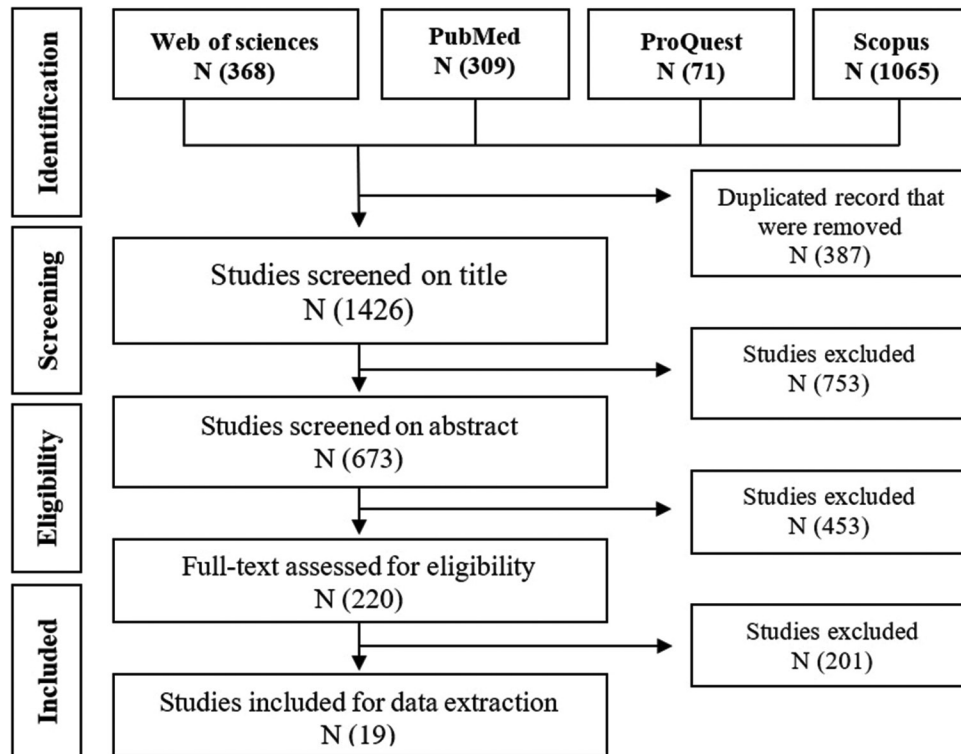 Identification
Web of sciences
N (368)
PubMed
N (309)
ProQuest
N (71)
Scopus
N (1065)
Duplicated record that
were removed
N (387)
Screening
Studies screened on title
N (1426)
Studies excluded
N (753)
Eligibility
Studies screened on abstract
N (673)
Studies excluded
N (453)
Full-text assessed for eligibility
N (220)
Included
Studies excluded
N (201)
Studies included for data extraction
N (19)